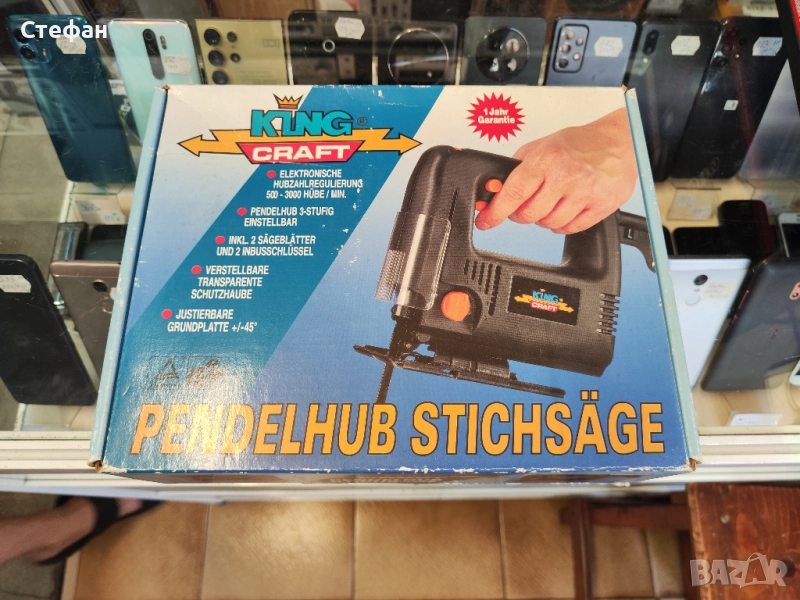 Стефан
KING®
CRAFT
1 Jahr
Garantie
ELEKTRONISCHE
HUBZAHLREGULIERUNG
500 - 3000 HÜBE / MIN.
PENDELHUB 3-STUFIG
EINSTELLBAR
INKL. 2 SÄGEBLÄTTER
UND 2 INBUSSCHLÜSSEL
VERSTELLBARE
TRANSPARENTE
SCHUTZHAUBE
JUSTIERBARE
GRUNDPLATTE +/-45°
L
KING
CRAFT
PENDELHUB STICHSÄGE
BAZAR